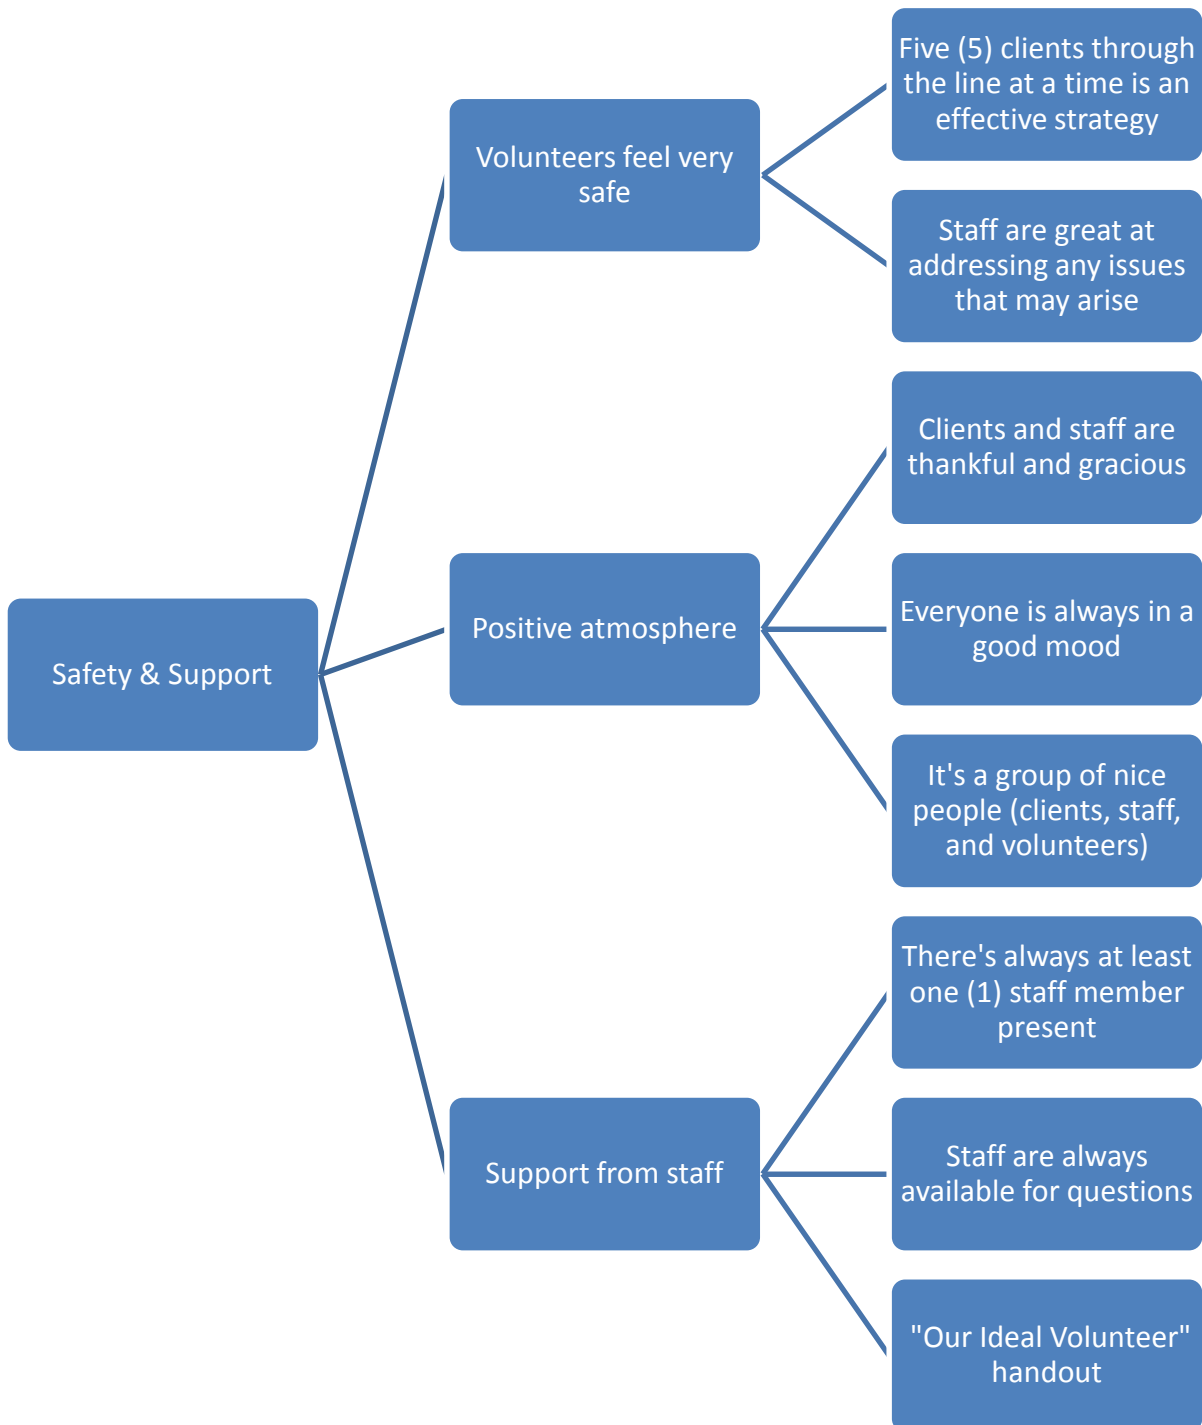 Safety & Support
Volunteers feel very
safe
Five (5) clients through
the line at a time is an
effective strategy
Staff are great at
addressing any issues
that may arise
Positive atmosphere
Clients and staff are
thankful and gracious
Everyone is always in a
good mood
It's a group of nice
people (clients, staff,
and volunteers)
Support from staff
There's always at least
one (1) staff member
present
Staff are always
available for questions
"Our Ideal Volunteer"
handout